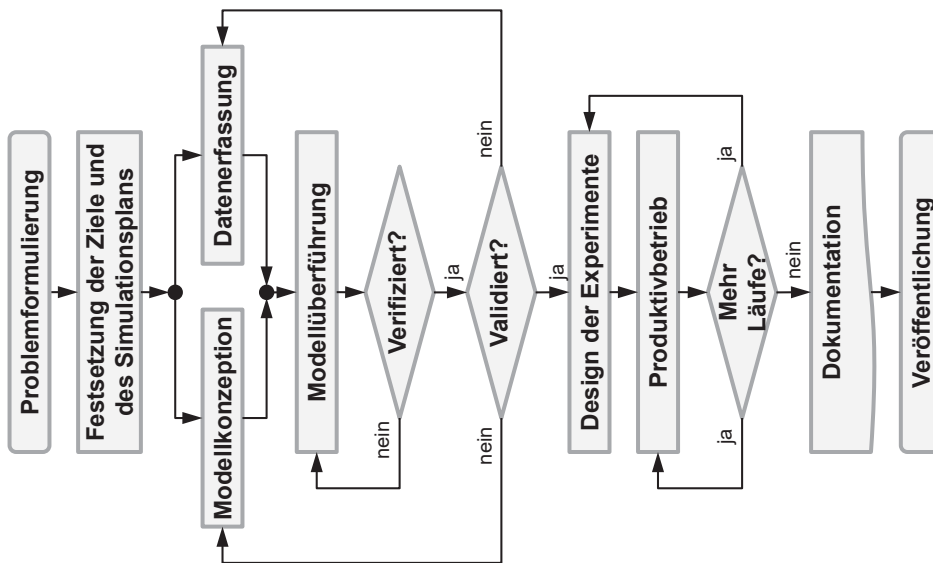 Problemformulierung
Festsetzung der Ziele und
des Simulationsplans
Modellkonzeption
Datenerfassung
Modellüberführung
Verifiziert?
nein
ja
Validiert?
nein
nein
ja
Design der Experimente
Produktivbetrieb
Mehr
Läufe?
ja
ja
nein
Dokumentation
Veröffentlichung